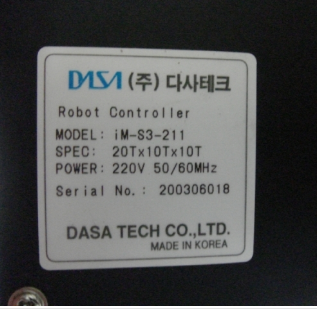 DASA (주) 다사테크
Robot Controller
MODEL: iM-S3-211
SPEC: 20Tx10Tx10T
POWER: 220V 50/60MHz
Serial No.: 200306018
DASA TECH CO.,LTD.
MADE IN KOREA